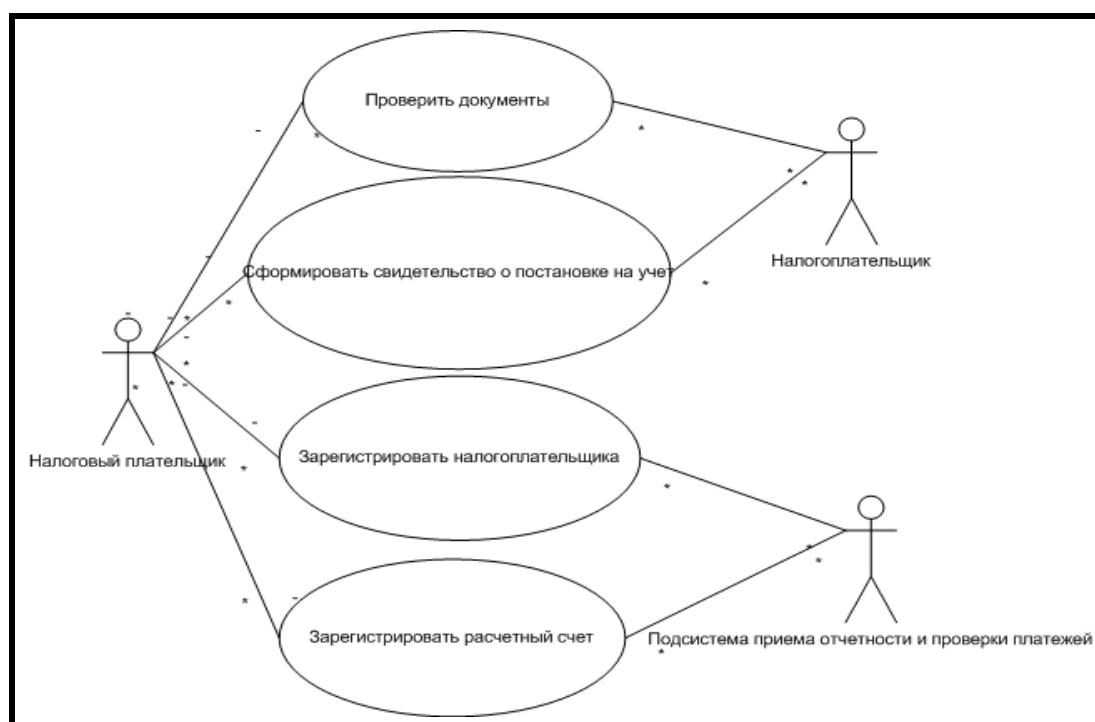 Проверить документы
Налогоплательщик
Сформировать свидетельство о постановке на учет
Налоговый плательщик
Зарегистрировать налогоплательщика
Зарегистрировать расчетный счет
Подсистема приема отчетности и проверки платежей